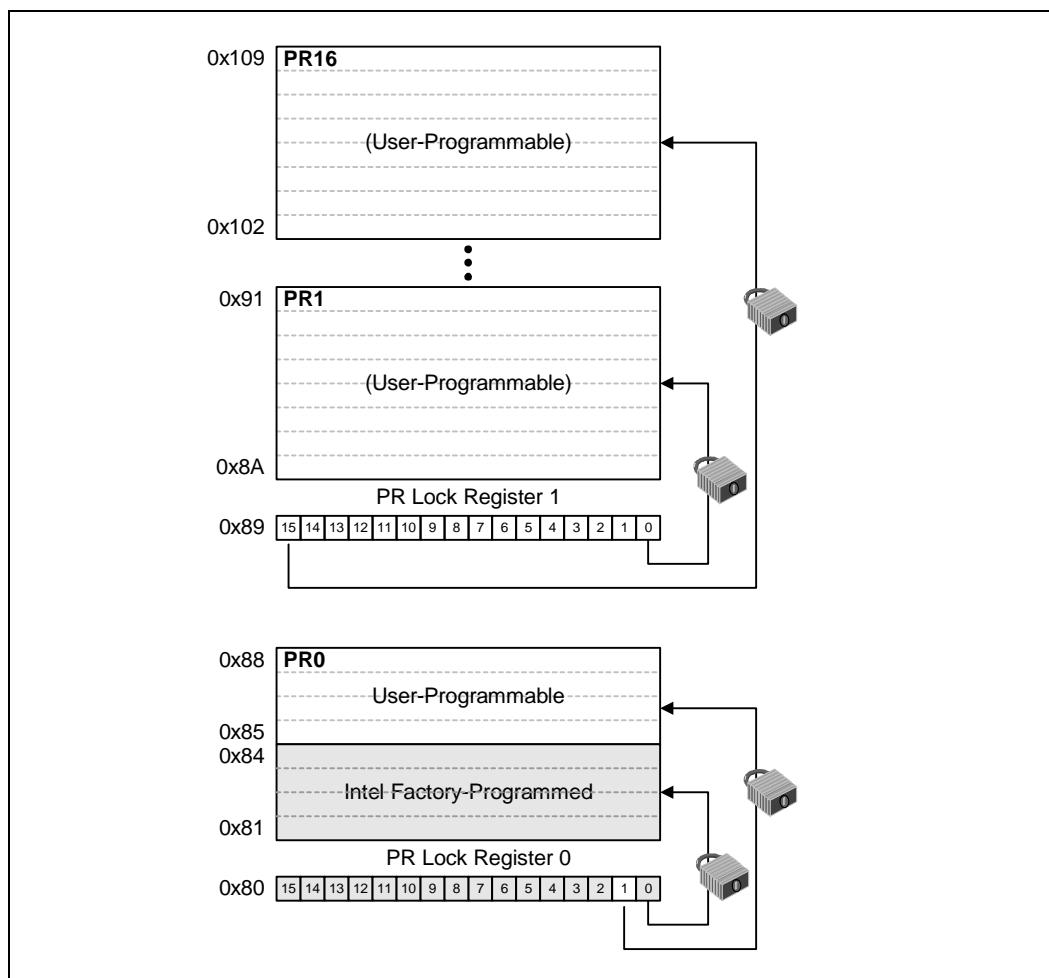 0x109 PR16
(User-Programmable)
0x102
0x91 PR1
(User-Programmable)
0x8A
PR Lock Register 1
0x89 15 14 13 12 11 10 9 8 7 6 5 4 3 2 1 0
0x88 PR0
User-Programmable
0x85
0x84
Intel Factory-Programmed
0x81
PR Lock Register 0
0x80 15 14 13 12 11 10 9 8 7 6 5 4 3 2 1 0